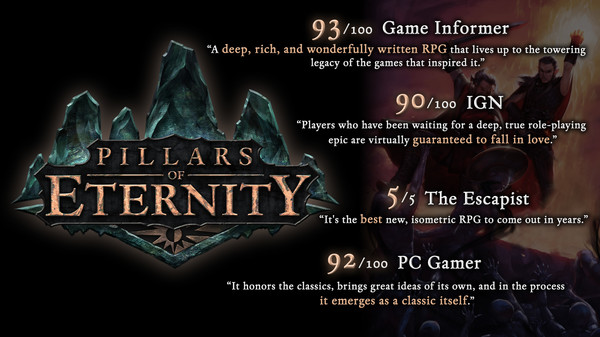 PILLARS
OF
ETERNITY
93/100 Game Informer
“A deep, rich, and wonderfully written RPG that lives up to the towering
legacy of the games that inspired it.”
90/100 IGN
“Players who have been waiting for a deep, true role-playing
epic are virtually guaranteed to fall in love.”
5/5 The Escapist
“It's the best new, isometric RPG to come out in years.”
92/100 PC Gamer
“It honors the classics, brings great ideas of its own, and in the process
it emerges as a classic itself.”